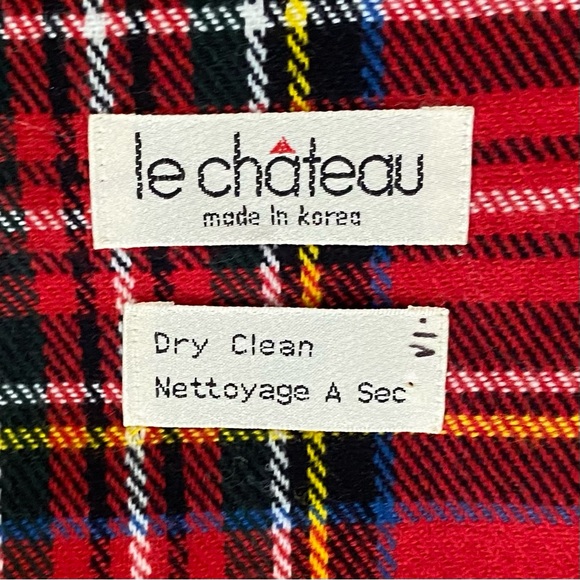 le château
made in korea
Dry Clean
Nettoyage A Sec